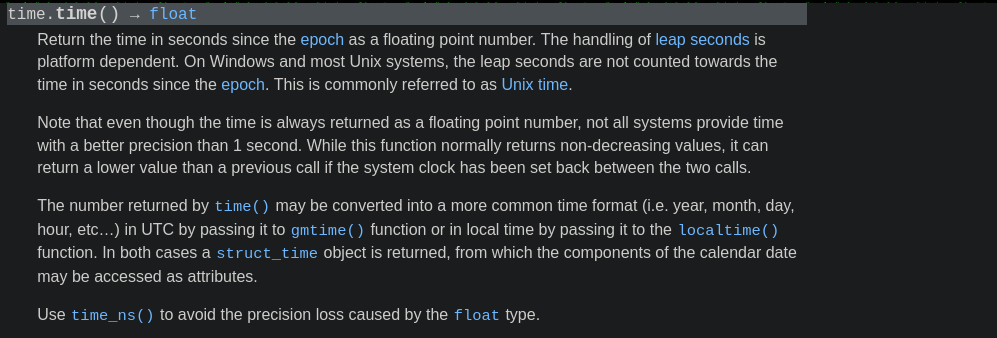 time.time() → float
Return the time in seconds since the epoch as a floating point number. The handling of leap seconds is
platform dependent. On Windows and most Unix systems, the leap seconds are not counted towards the
time in seconds since the epoch. This is commonly referred to as Unix time.
Note that even though the time is always returned as a floating point number, not all systems provide time
with a better precision than 1 second. While this function normally returns non-decreasing values, it can
return a lower value than a previous call if the system clock has been set back between the two calls.
The number returned by time() may be converted into a more common time format (i.e. year, month, day,
hour, etc…) in UTC by passing it to gmtime() function or in local time by passing it to the localtime()
function. In both cases a struct_time object is returned, from which the components of the calendar date
may be accessed as attributes.
Use time_ns() to avoid the precision loss caused by the float type.